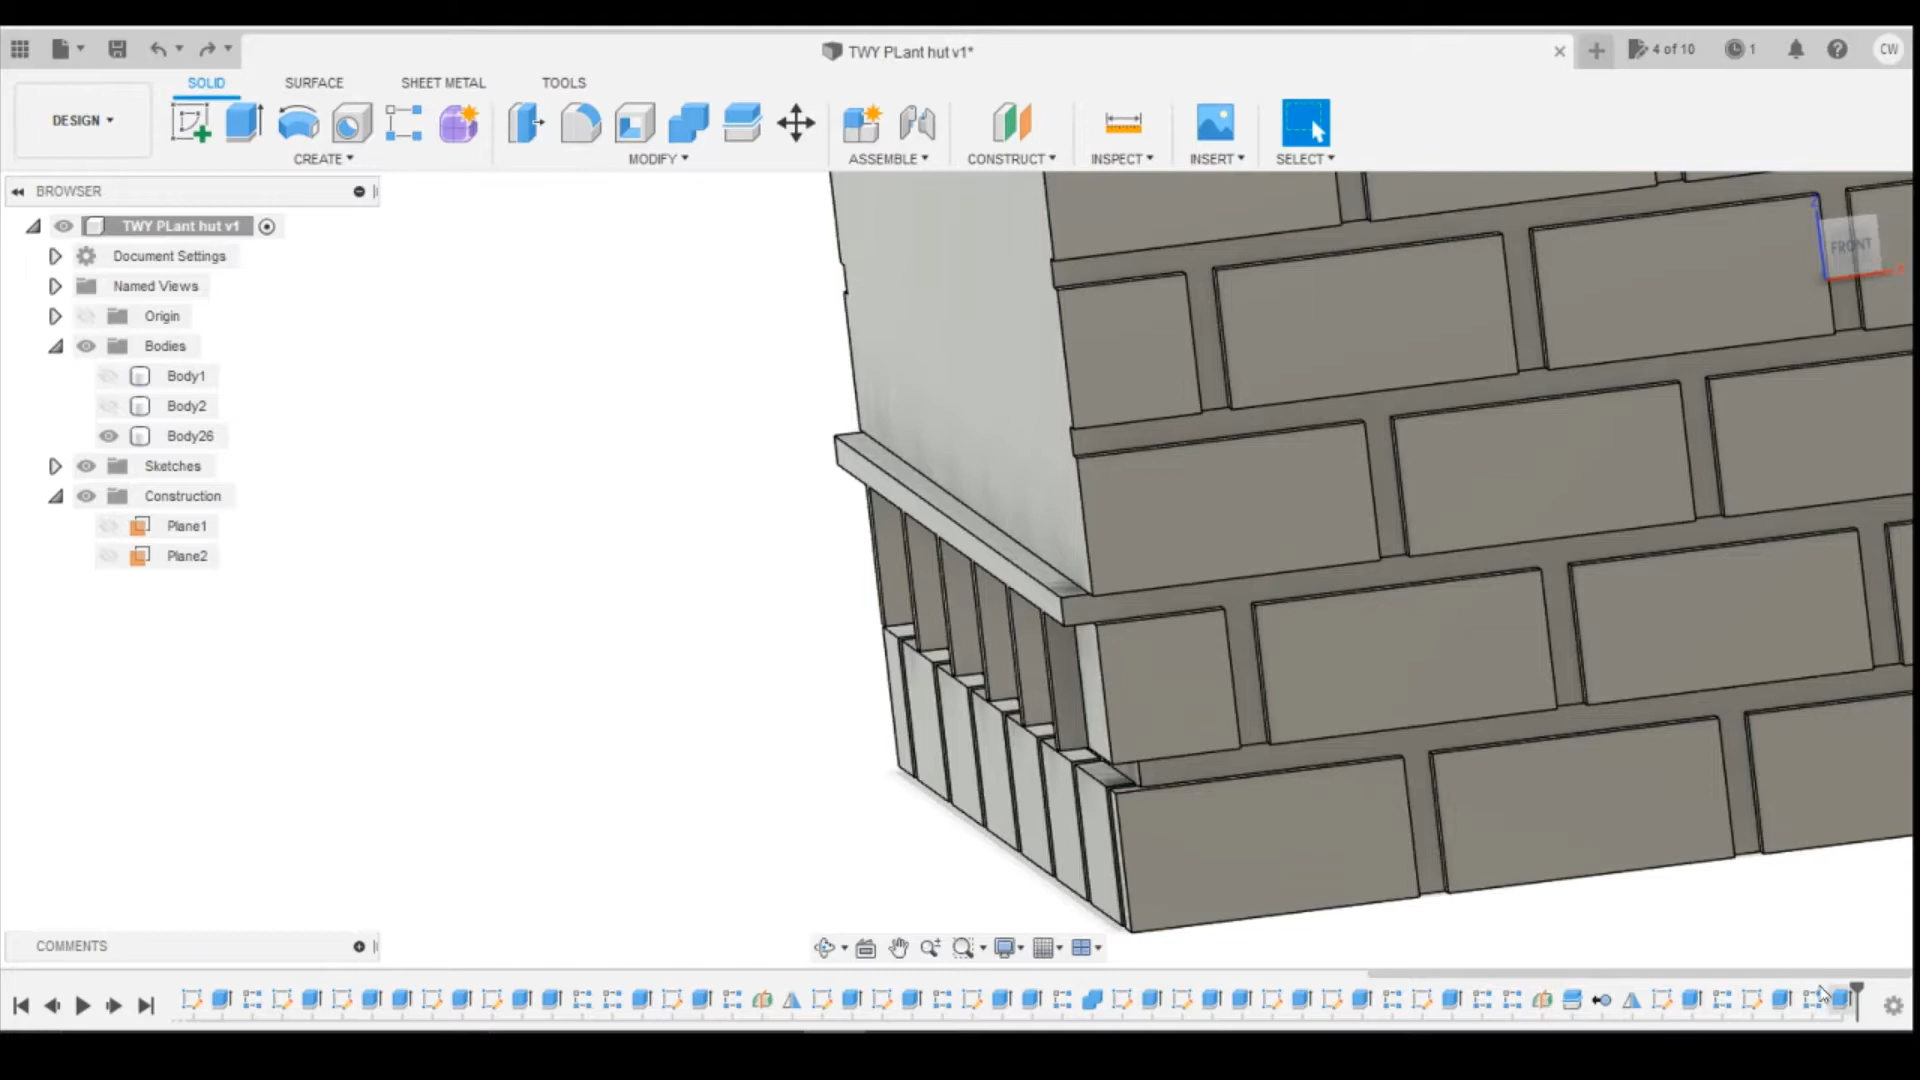 TWY PLant hut v1*
4 of 10
1
CW
SOLID
SURFACE
SHEET METAL
TOOLS
DESIGN
CREATE
MODIFY
ASSEMBLE
CONSTRUCT
INSPECT
INSERT
SELECT
BROWSER
TWY PLant hut v1
Document Settings
Named Views
Origin
Bodies
Body1
Body2
Body26
Sketches
Construction
Plane1
Plane2
Z
FRONT
X
COMMENTS